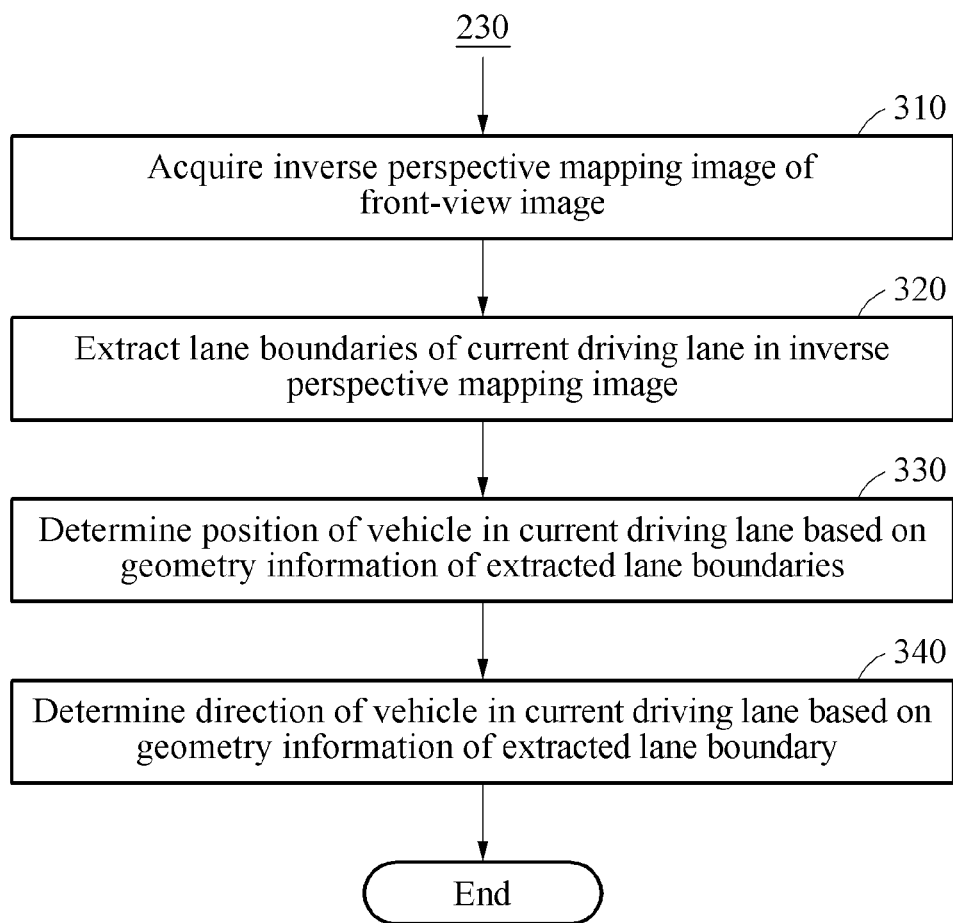 230
310
Acquire inverse perspective mapping image of
front-view image
320
Extract lane boundaries of current driving lane in inverse
perspective mapping image
330
Determine position of vehicle in current driving lane based on
geometry information of extracted lane boundaries
340
Determine direction of vehicle in current driving lane based on
geometry information of extracted lane boundary
End